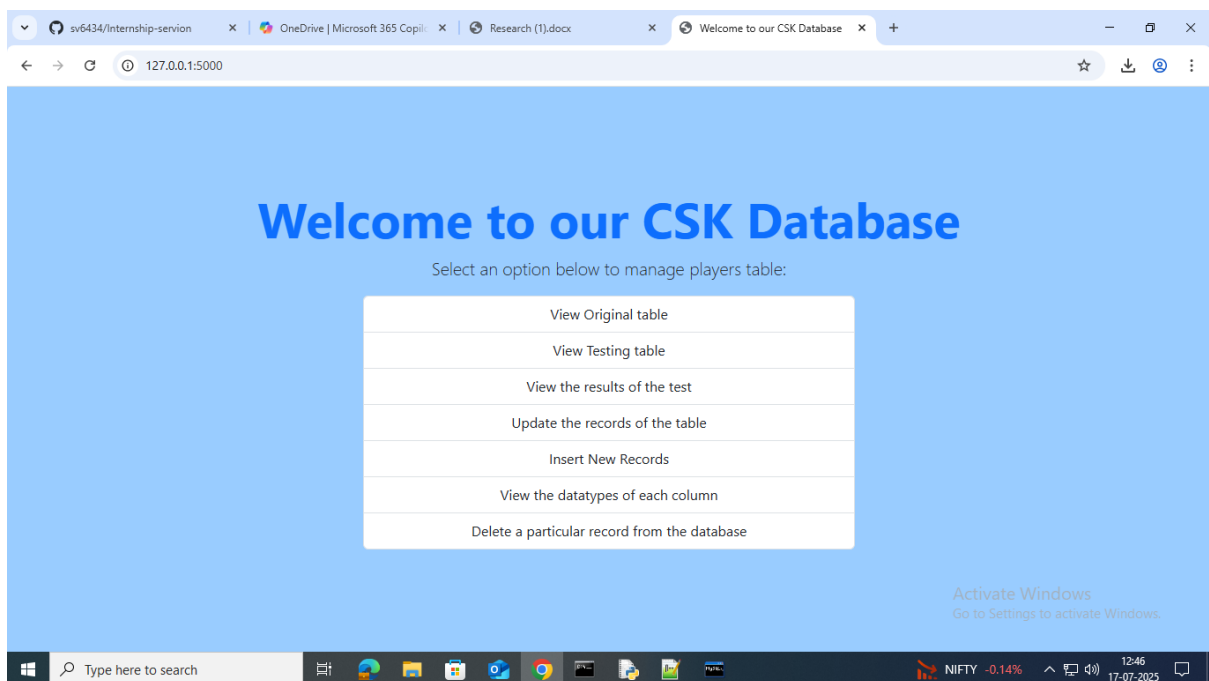 sv6434/Internship-servion
OneDrive | Microsoft 365 Copil
Research (1).docx
Welcome to our CSK Database
127.0.0.1:5000
Welcome to our CSK Database
Select an option below to manage players table:
View Original table
View Testing table
View the results of the test
Update the records of the table
Insert New Records
View the datatypes of each column
Delete a particular record from the database
Activate Windows
Go to Settings to activate Windows.
Type here to search
NIFTY -0.14%
12:46
17-07-2025